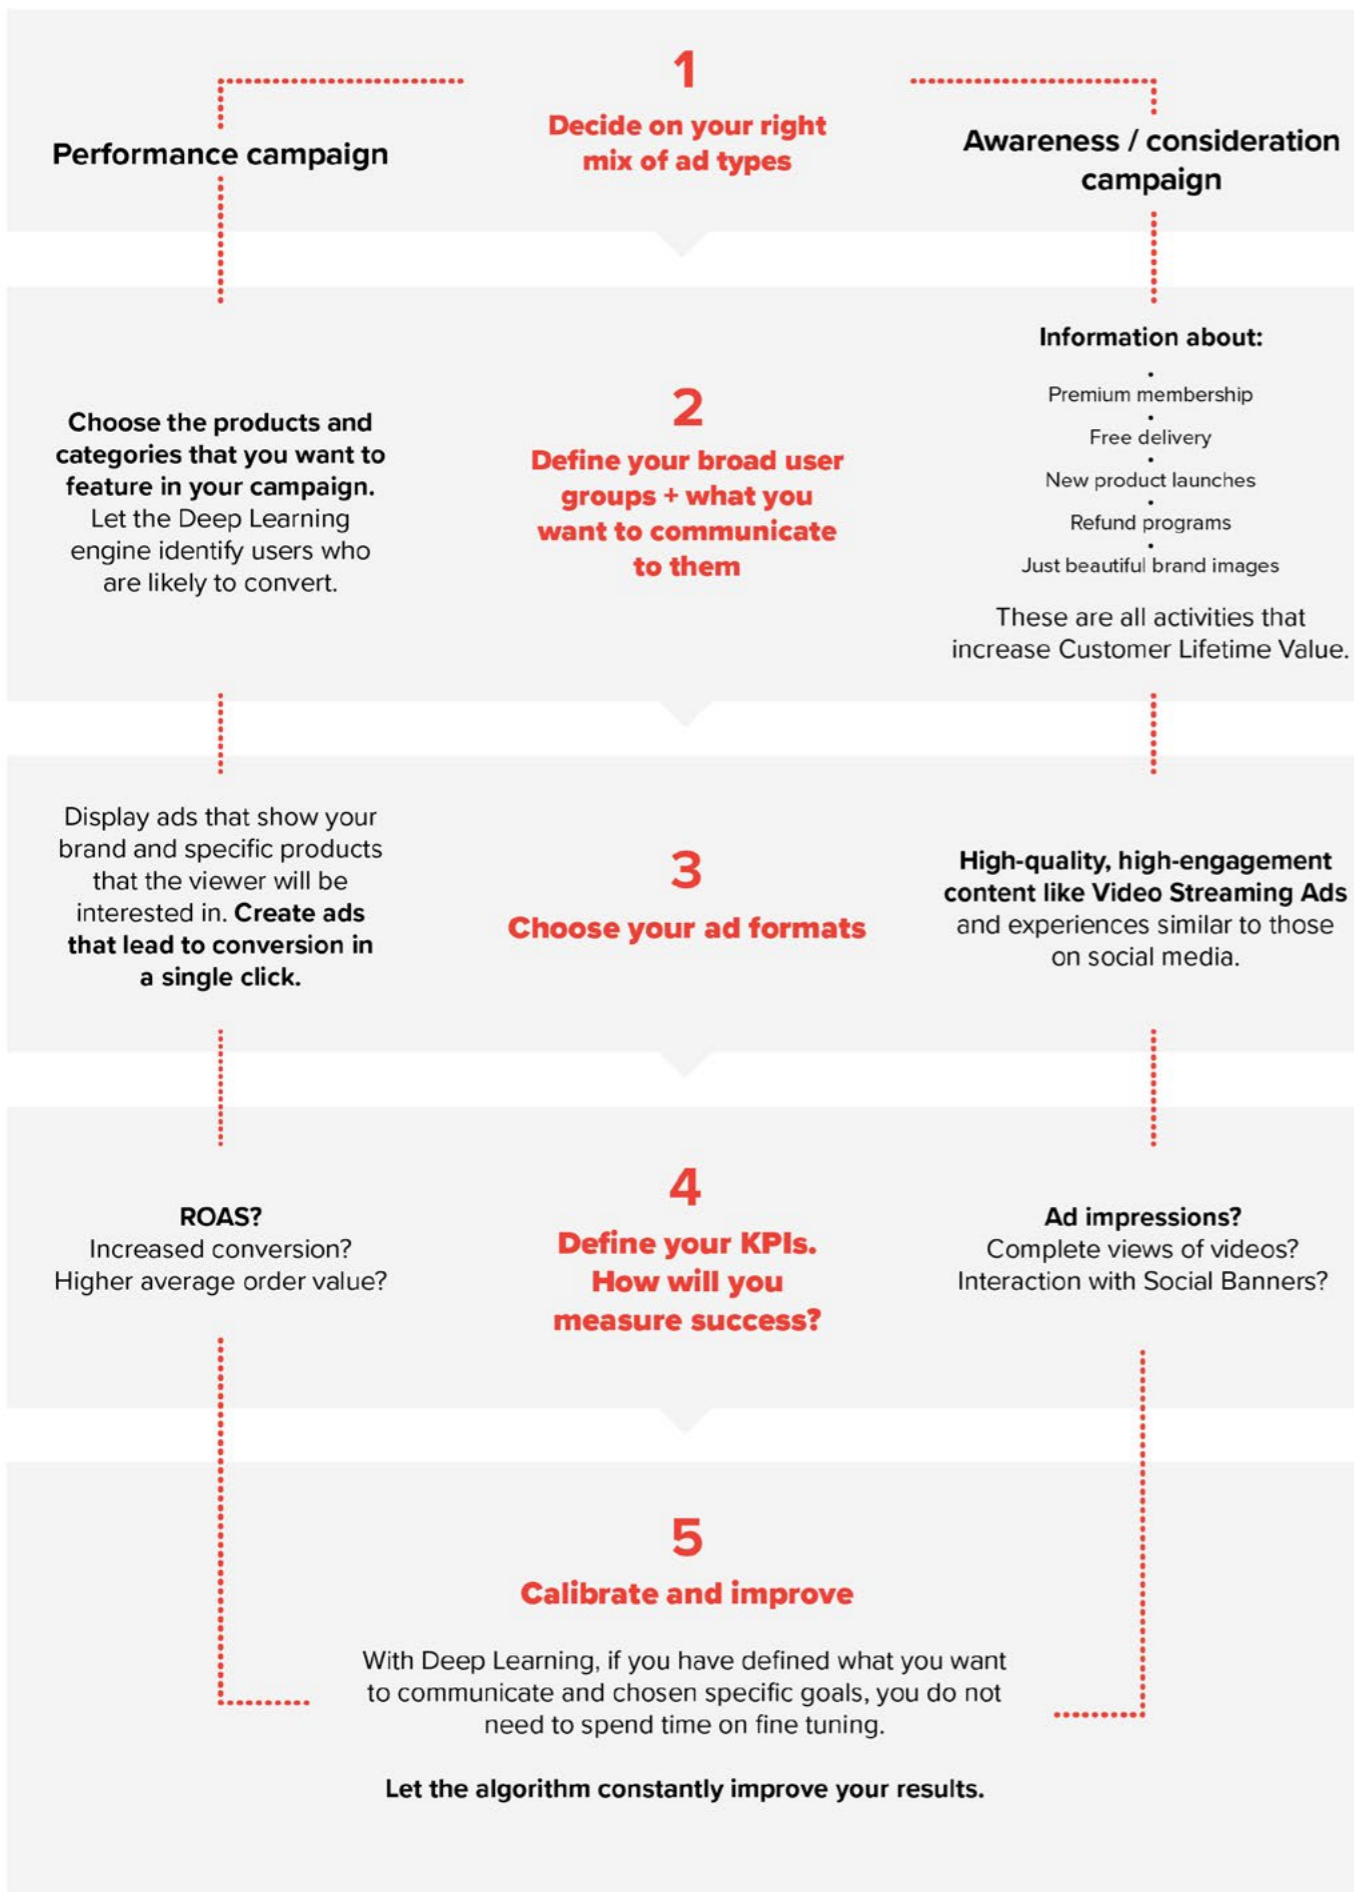 1
Decide on your right
mix of ad types
Performance campaign
Awareness / consideration
campaign
Choose the products and
categories that you want to
feature in your campaign.
Let the Deep Learning
engine identify users who
are likely to convert.
2
Define your broad user
groups + what you
want to communicate
to them
Information about:
•
Premium membership
•
Free delivery
•
New product launches
•
Refund programs
•
Just beautiful brand images
These are all activities that
increase Customer Lifetime Value.
Display ads that show your
brand and specific products
that the viewer will be
interested in. Create ads
that lead to conversion in
a single click.
3
Choose your ad formats
High-quality, high-engagement
content like Video Streaming Ads
and experiences similar to those
on social media.
ROAS?
Increased conversion?
Higher average order value?
4
Define your KPIs.
How will you
measure success?
Ad impressions?
Complete views of videos?
Interaction with Social Banners?
5
Calibrate and improve
With Deep Learning, if you have defined what you want
to communicate and chosen specific goals, you do not
need to spend time on fine tuning.
Let the algorithm constantly improve your results.